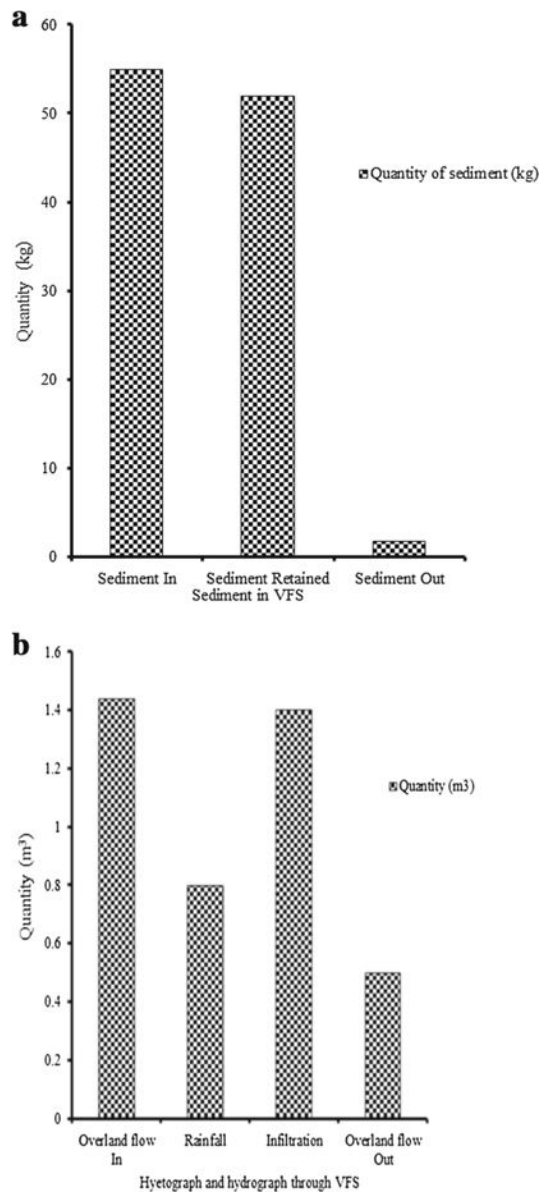 a
60
50
40
30
20
10
0
Quantity (kg)
Quantity of sediment (kg)
Sediment In
Sediment Retained
Sediment Out
Sediment in VFS
b
1.6
1.4
1.2
1
0.8
0.6
0.4
0.2
0
Quantity (m³)
Quantity (m3)
Overland flow
In
Rainfall
Infiltration
Overland flow
Out
Hyetograph and hydrograph through VFS